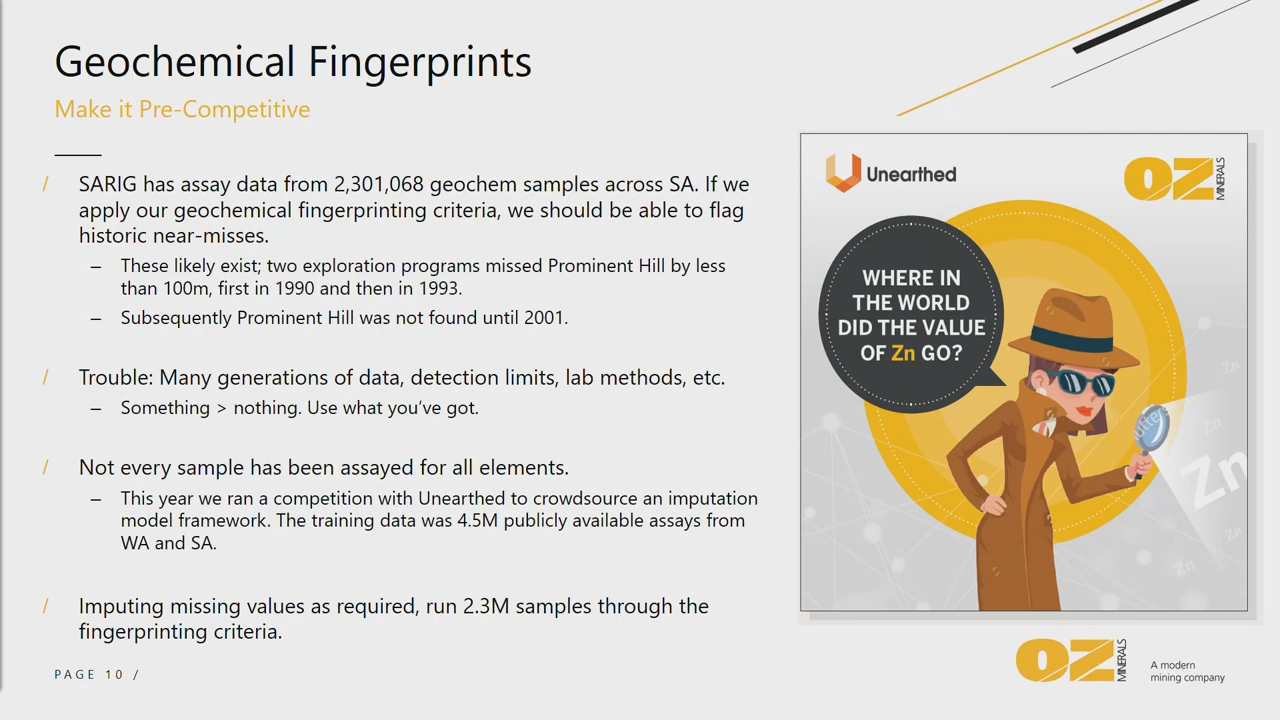 Geochemical Fingerprints
Make it Pre-Competitive
/ SARIG has assay data from 2,301,068 geochem samples across SA. If we
apply our geochemical fingerprinting criteria, we should be able to flag
historic near-misses.
– These likely exist; two exploration programs missed Prominent Hill by less
than 100m, first in 1990 and then in 1993.
– Subsequently Prominent Hill was not found until 2001.
/ Trouble: Many generations of data, detection limits, lab methods, etc.
– Something > nothing. Use what you've got.
/ Not every sample has been assayed for all elements.
– This year we ran a competition with Unearthed to crowdsource an imputation
model framework. The training data was 4.5M publicly available assays from
WA and SA.
/ Imputing missing values as required, run 2.3M samples through the
fingerprinting criteria.
PAGE 10 /
Unearthed
OZ MINERALS
WHERE IN
THE WORLD
DID THE VALUE
OF Zn GO?
Zn
Zn
Zn
Zn
Zn
OZ MINERALS
A modern
mining company